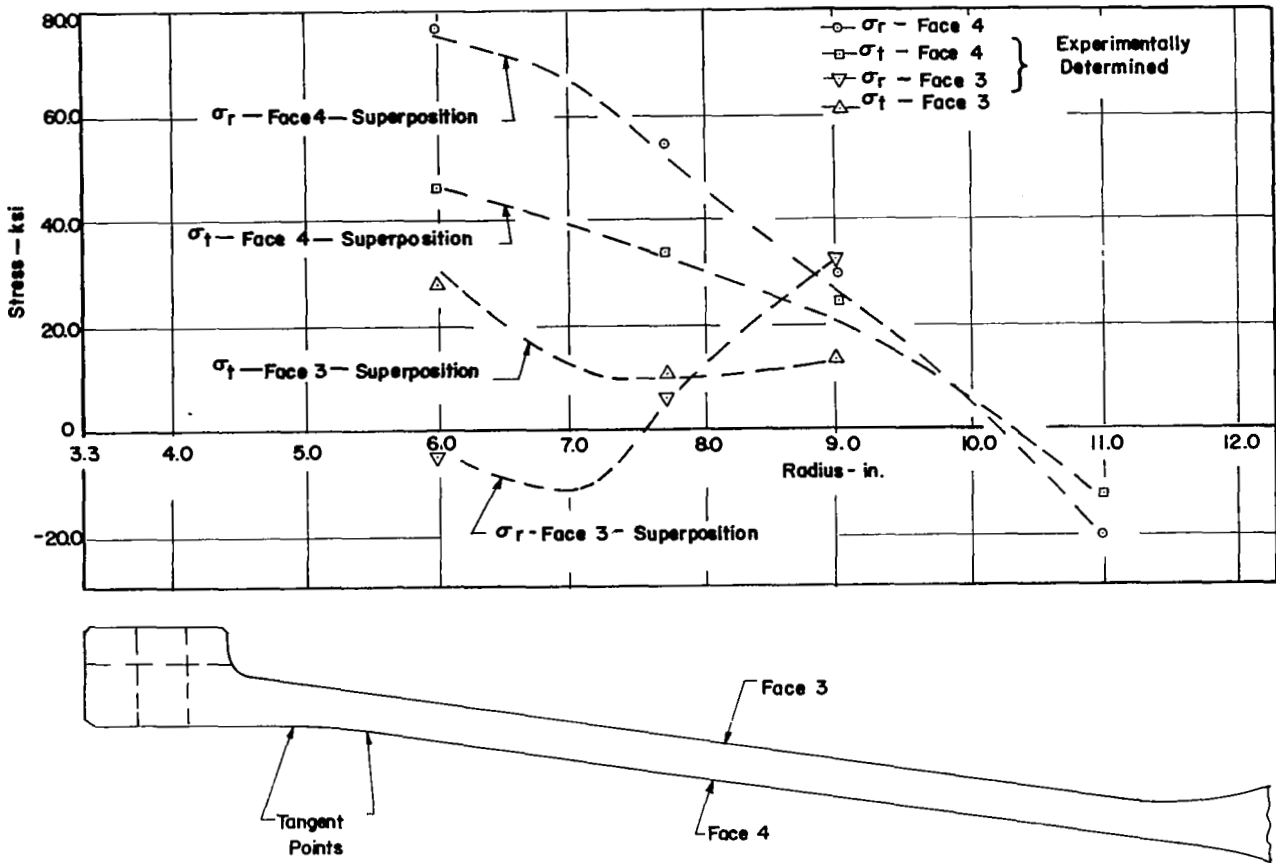 80.0
60.0
40.0
20.0
0
-20.0
Stress - ksi
3.3 4.0 5.0 6.0 7.0 8.0 9.0 10.0 11.0 12.0
Radius - in.
σr - Face 4
σt - Face 4
σr - Face 3
σt - Face 3
Experimentally
Determined
σr - Face 4 - Superposition
σt - Face 4 - Superposition
σt - Face 3 - Superposition
σr - Face 3 - Superposition
Face 3
Face 4
Tangent
Points